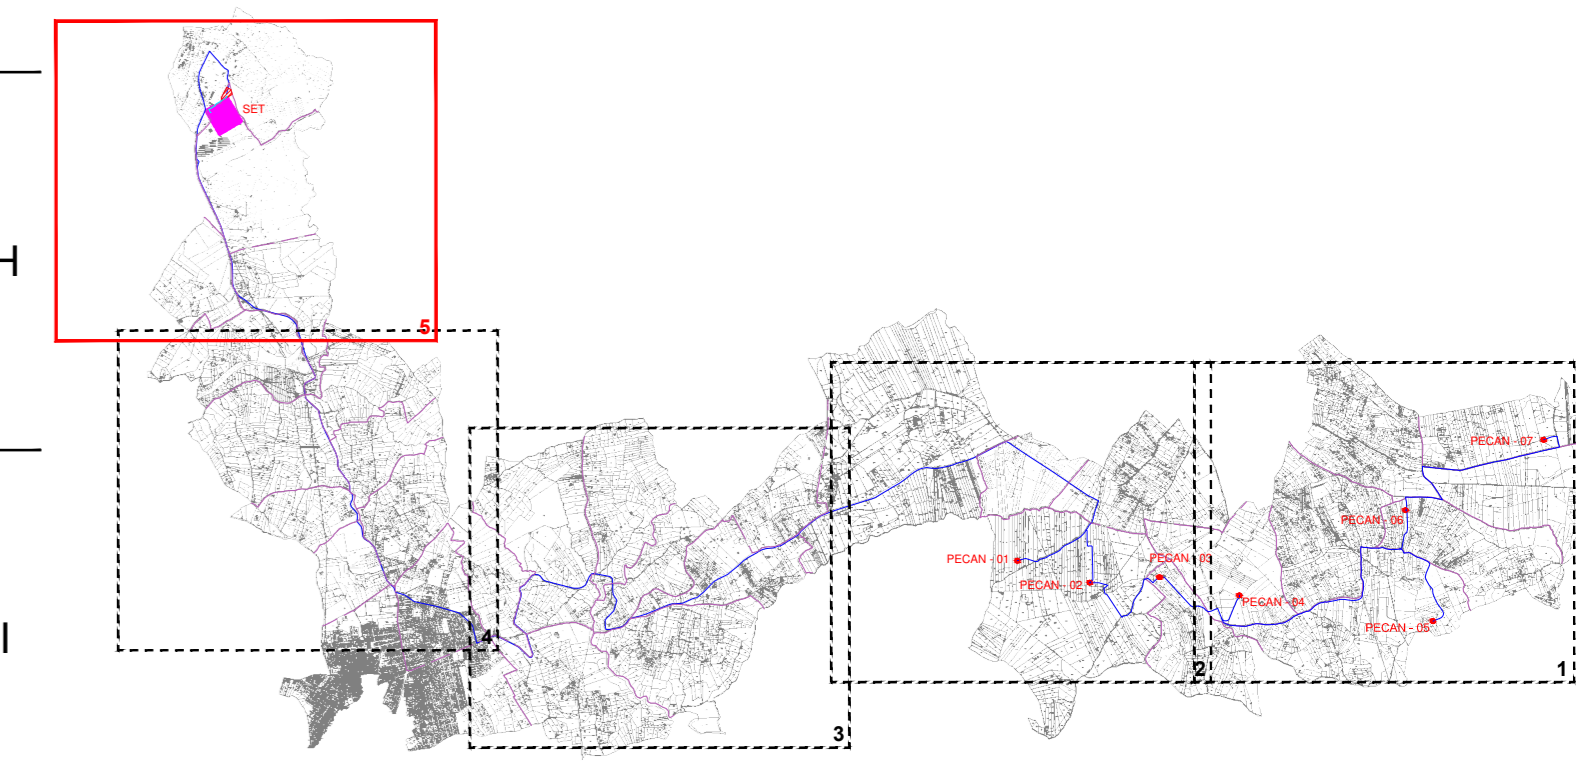 SET
5
PECAN - 07
PECAN - 06
PECAN - 01
PECAN - 03
PECAN - 02
PECAN - 04
PECAN - 05
4
2
1
3